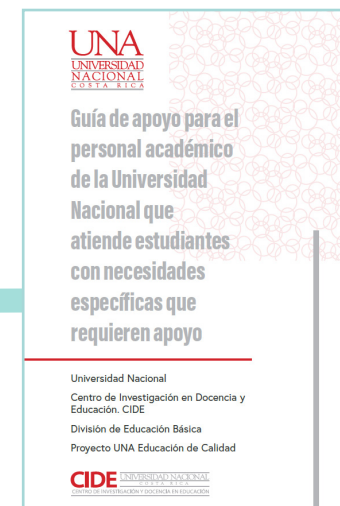 UNA
UNIVERSIDAD
NACIONAL
COSTA RICA
Guía de apoyo para el
personal académico
de la Universidad
Nacional que
atiende estudiantes
con necesidades
específicas que
requieren apoyo
Universidad Nacional
Centro de Investigación en Docencia y
Educación. CIDE
División de Educación Básica
Proyecto UNA Educación de Calidad
CIDE UNIVERSIDAD NACIONAL
COSTA RICA
CENTRO DE INVESTIGACIÓN Y DOCENCIA EN EDUCACIÓN